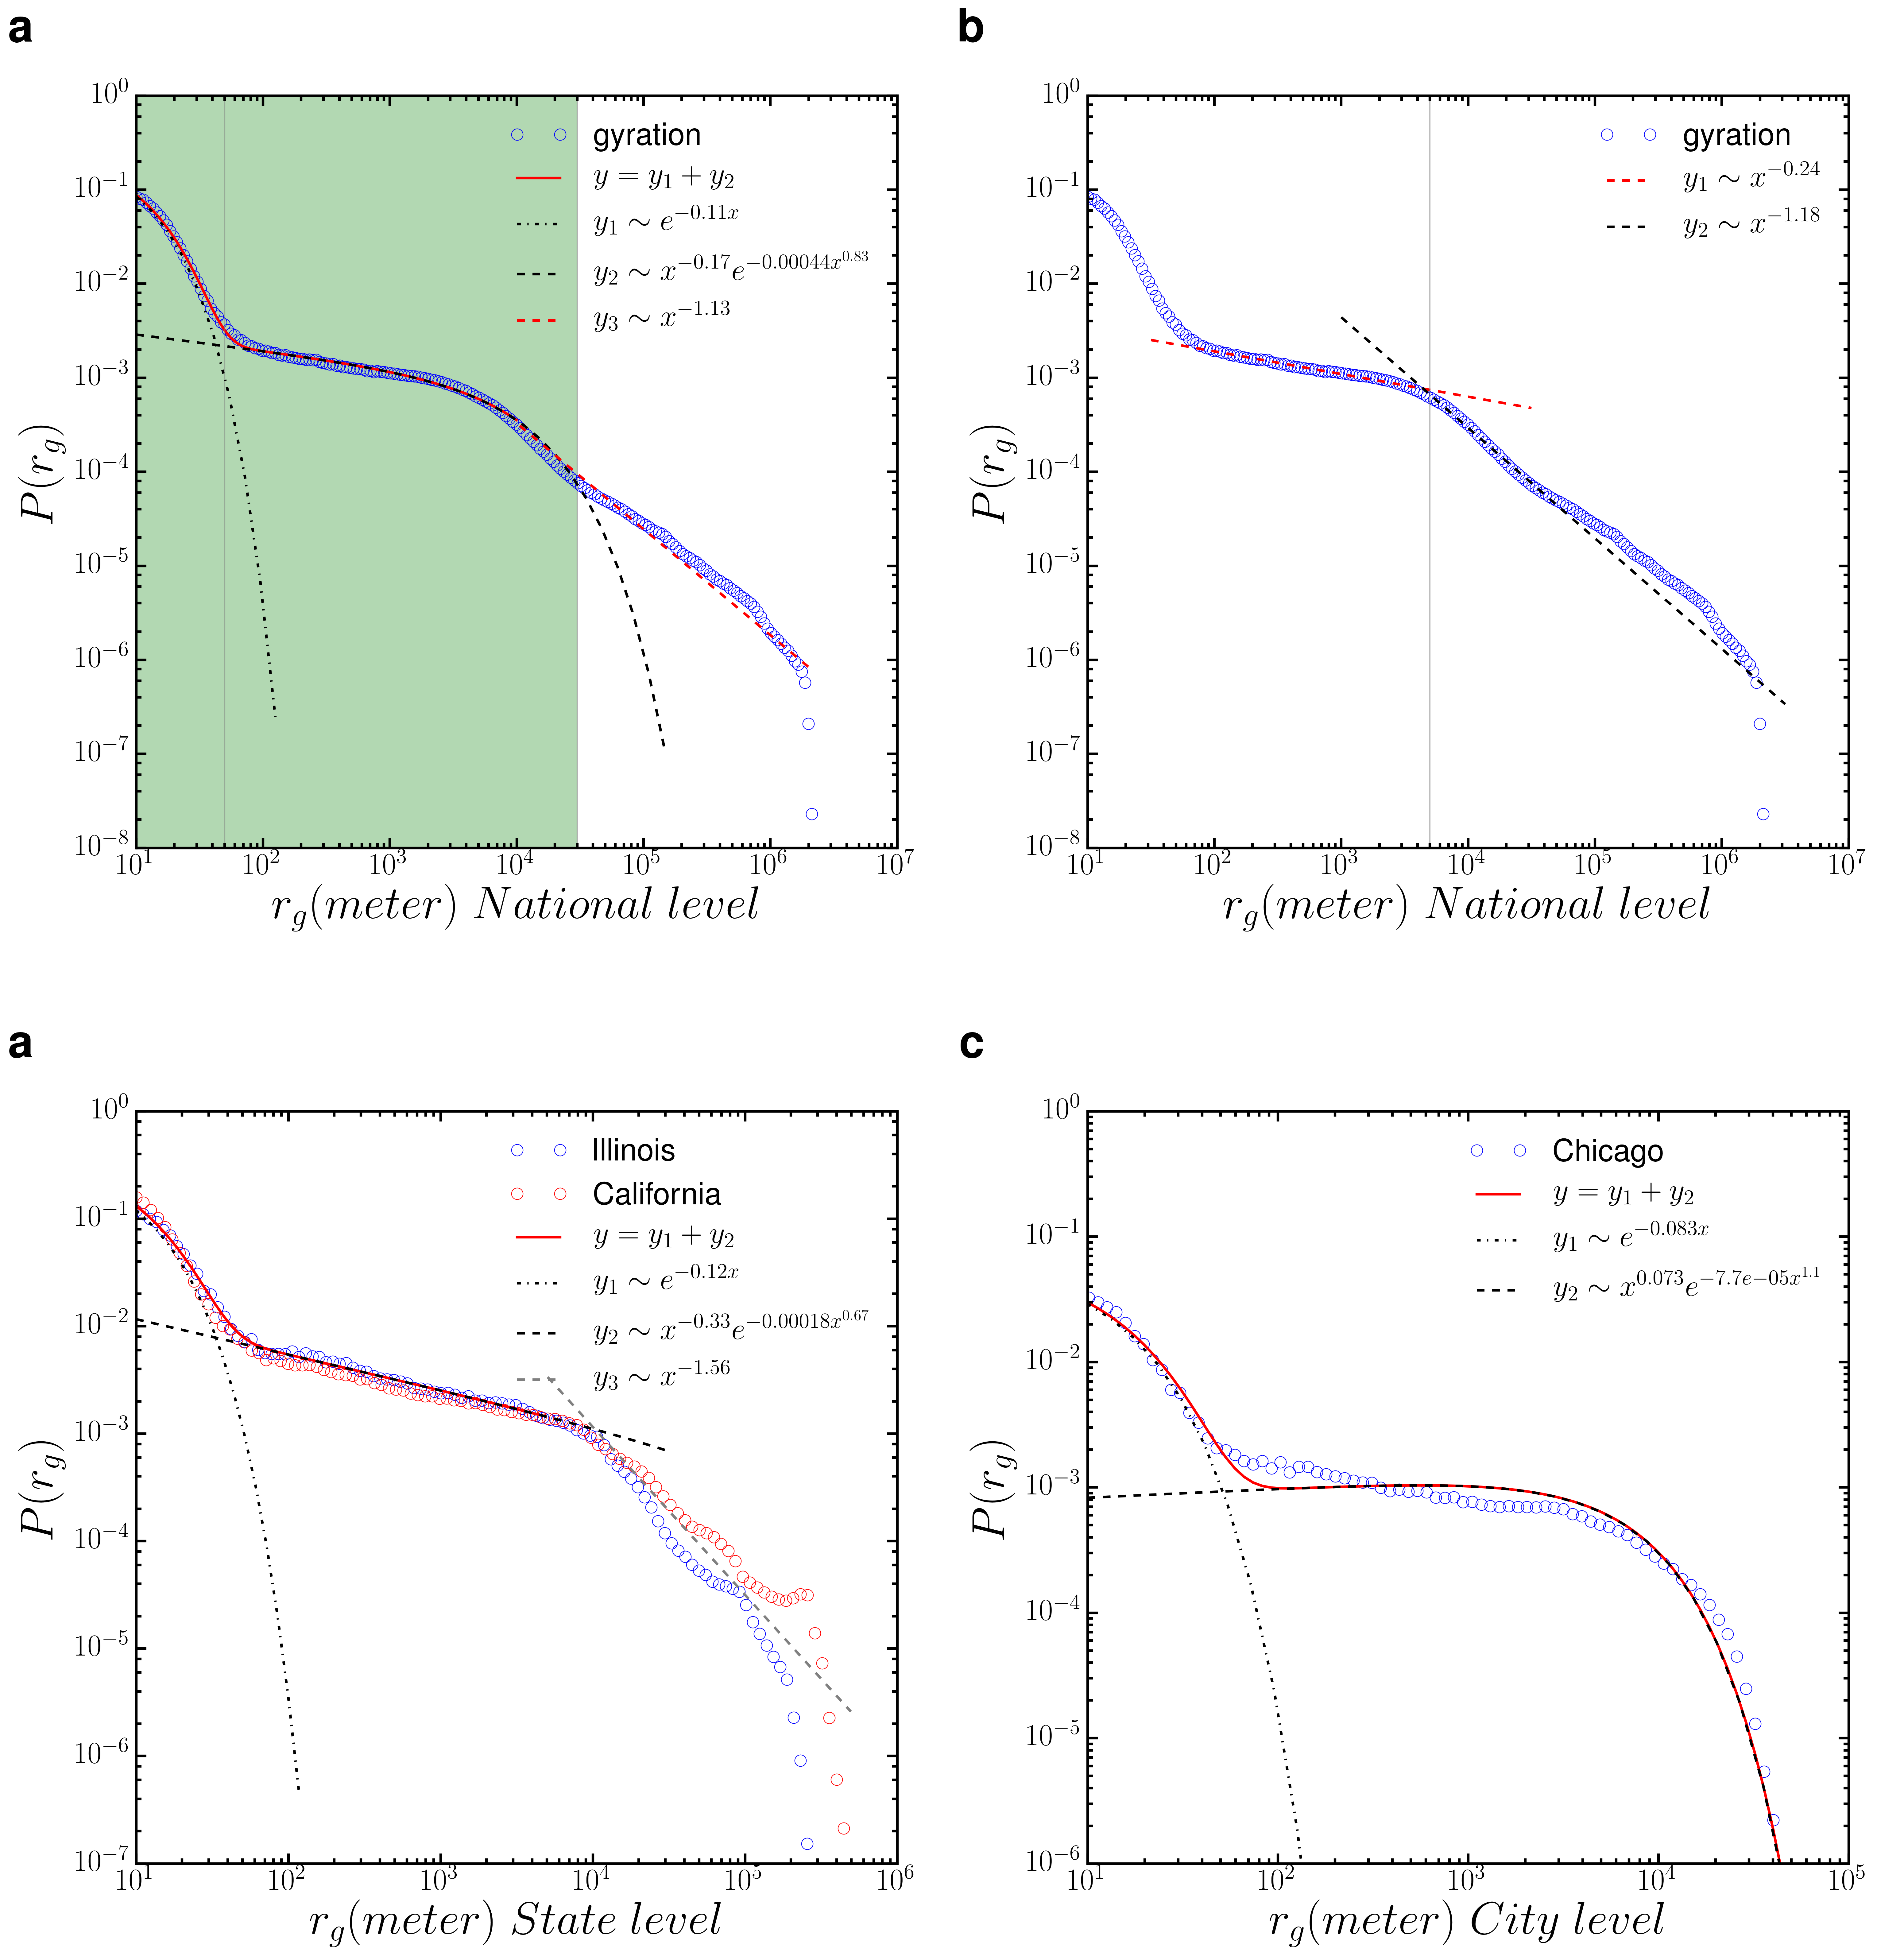 a
10^0
10^−1
10^−2
10^−3
10^−4
10^−5
10^−6
10^−7
10^−8
P(r_g)
gyration
y = y_1 + y_2
y_1 ∼ e^{−0.11x}
y_2 ∼ x^{−0.17}e^{−0.00044x^{0.83}}
y_3 ∼ x^{−1.13}
10^1 10^2 10^3 10^4 10^5 10^6 10^7
r_g(meter) National level
b
10^0
10^−1
10^−2
10^−3
10^−4
10^−5
10^−6
10^−7
10^−8
P(r_g)
gyration
y_1 ∼ x^{−0.24}
y_2 ∼ x^{−1.18}
10^1 10^2 10^3 10^4 10^5 10^6 10^7
r_g(meter) National level
a
10^0
10^−1
10^−2
10^−3
10^−4
10^−5
10^−6
10^−7
P(r_g)
Illinois
California
y = y_1 + y_2
y_1 ∼ e^{−0.12x}
y_2 ∼ x^{−0.33}e^{−0.00018x^{0.67}}
y_3 ∼ x^{−1.56}
10^1 10^2 10^3 10^4 10^5 10^6
r_g(meter) State level
c
10^0
10^−1
10^−2
10^−3
10^−4
10^−5
10^−6
P(r_g)
Chicago
y = y_1 + y_2
y_1 ∼ e^{−0.083x}
y_2 ∼ x^{0.073}e^{−7.7e−05x^{1.1}}
10^1 10^2 10^3 10^4 10^5
r_g(meter) City level